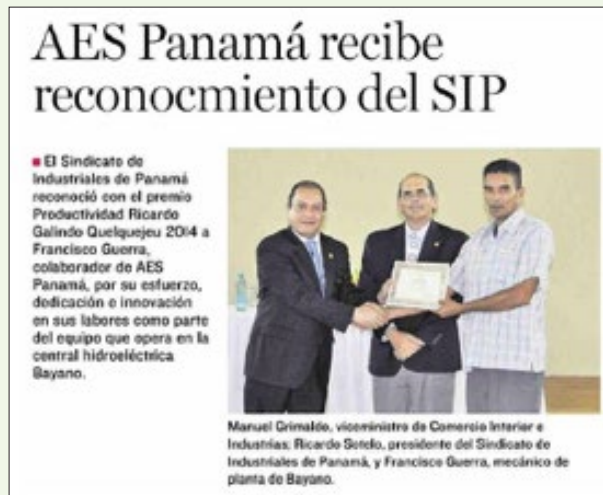 AES Panamá recibe
reconocmiento del SIP
■ El Sindicato de
Industriales de Panamá
reconoció con el premio
Productividad Ricardo
Galindo Quelquejeu 2014 a
Francisco Guerra,
colaborador de AES
Panamá, por su esfuerzo,
dedicación e innovación
en sus labores como parte
del equipo que opera en la
central hidroeléctrica
Bayano.
Manuel Grimaldo, viceministro de Comercio Interior e
Industrias; Ricardo Sotelo, presidente del Sindicato de
Industriales de Panamá, y Francisco Guerra, mecánico de
planta de Bayano.